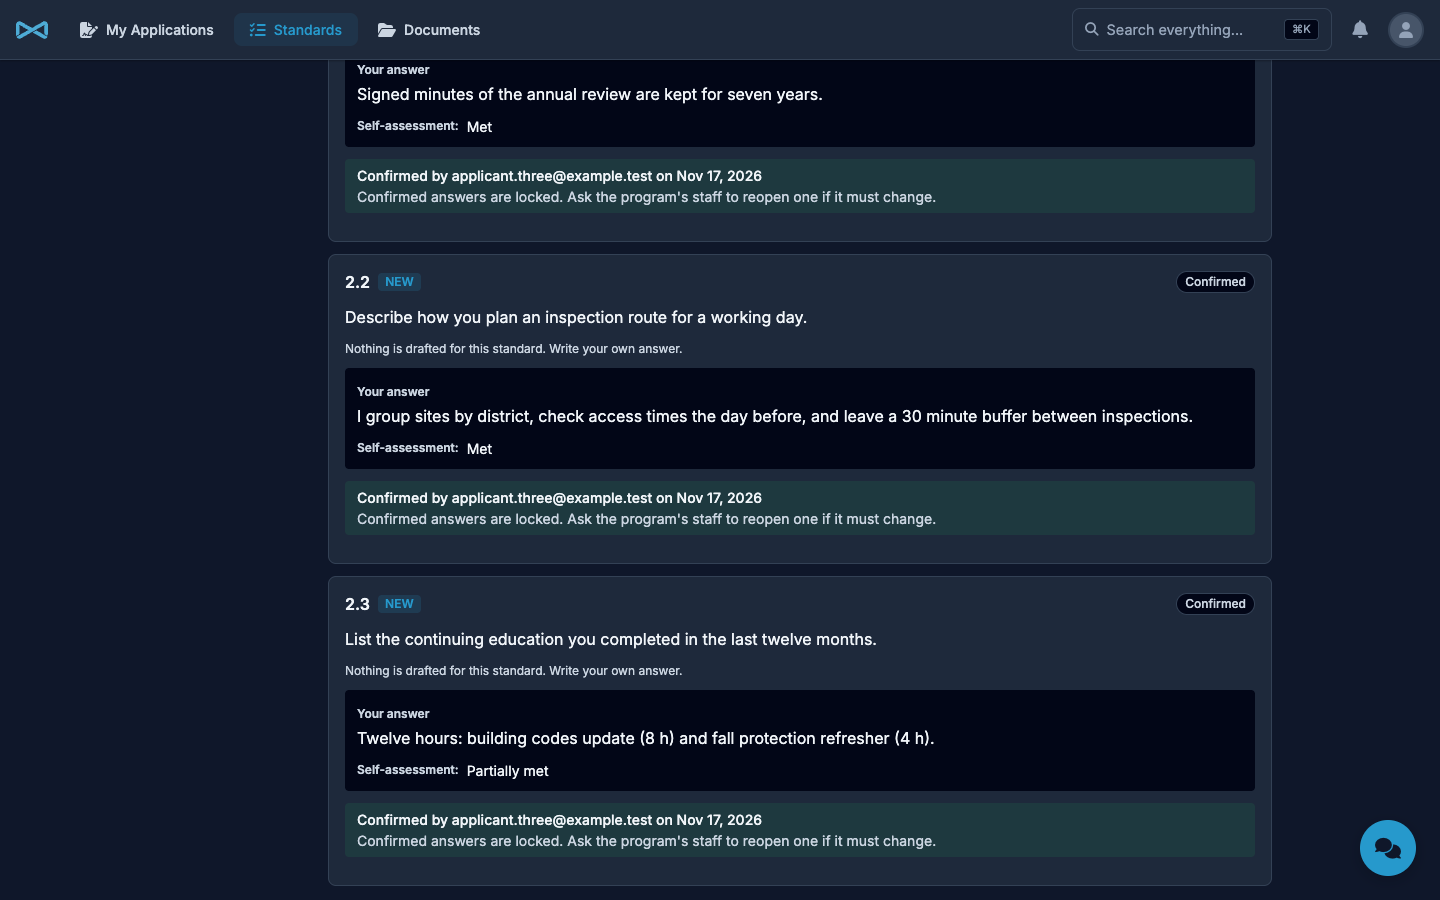 My Applications
Standards
Documents
Search everything...
⌘K
Your answer
Signed minutes of the annual review are kept for seven years.
Self-assessment: Met
Confirmed by applicant.three@example.test on Nov 17, 2026
Confirmed answers are locked. Ask the program's staff to reopen one if it must change.
2.2 NEW Confirmed
Describe how you plan an inspection route for a working day.
Nothing is drafted for this standard. Write your own answer.
Your answer
I group sites by district, check access times the day before, and leave a 30 minute buffer between inspections.
Self-assessment: Met
Confirmed by applicant.three@example.test on Nov 17, 2026
Confirmed answers are locked. Ask the program's staff to reopen one if it must change.
2.3 NEW Confirmed
List the continuing education you completed in the last twelve months.
Nothing is drafted for this standard. Write your own answer.
Your answer
Twelve hours: building codes update (8 h) and fall protection refresher (4 h).
Self-assessment: Partially met
Confirmed by applicant.three@example.test on Nov 17, 2026
Confirmed answers are locked. Ask the program's staff to reopen one if it must change.